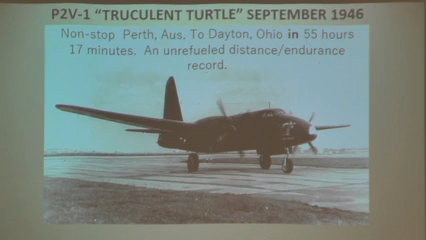 P2V-1 "TRUCULENT TURTLE" SEPTEMBER 1946
Non-stop Perth, Aus. To Dayton, Ohio in 55 hours
17 minutes. An unrefueled distance/endurance
record.